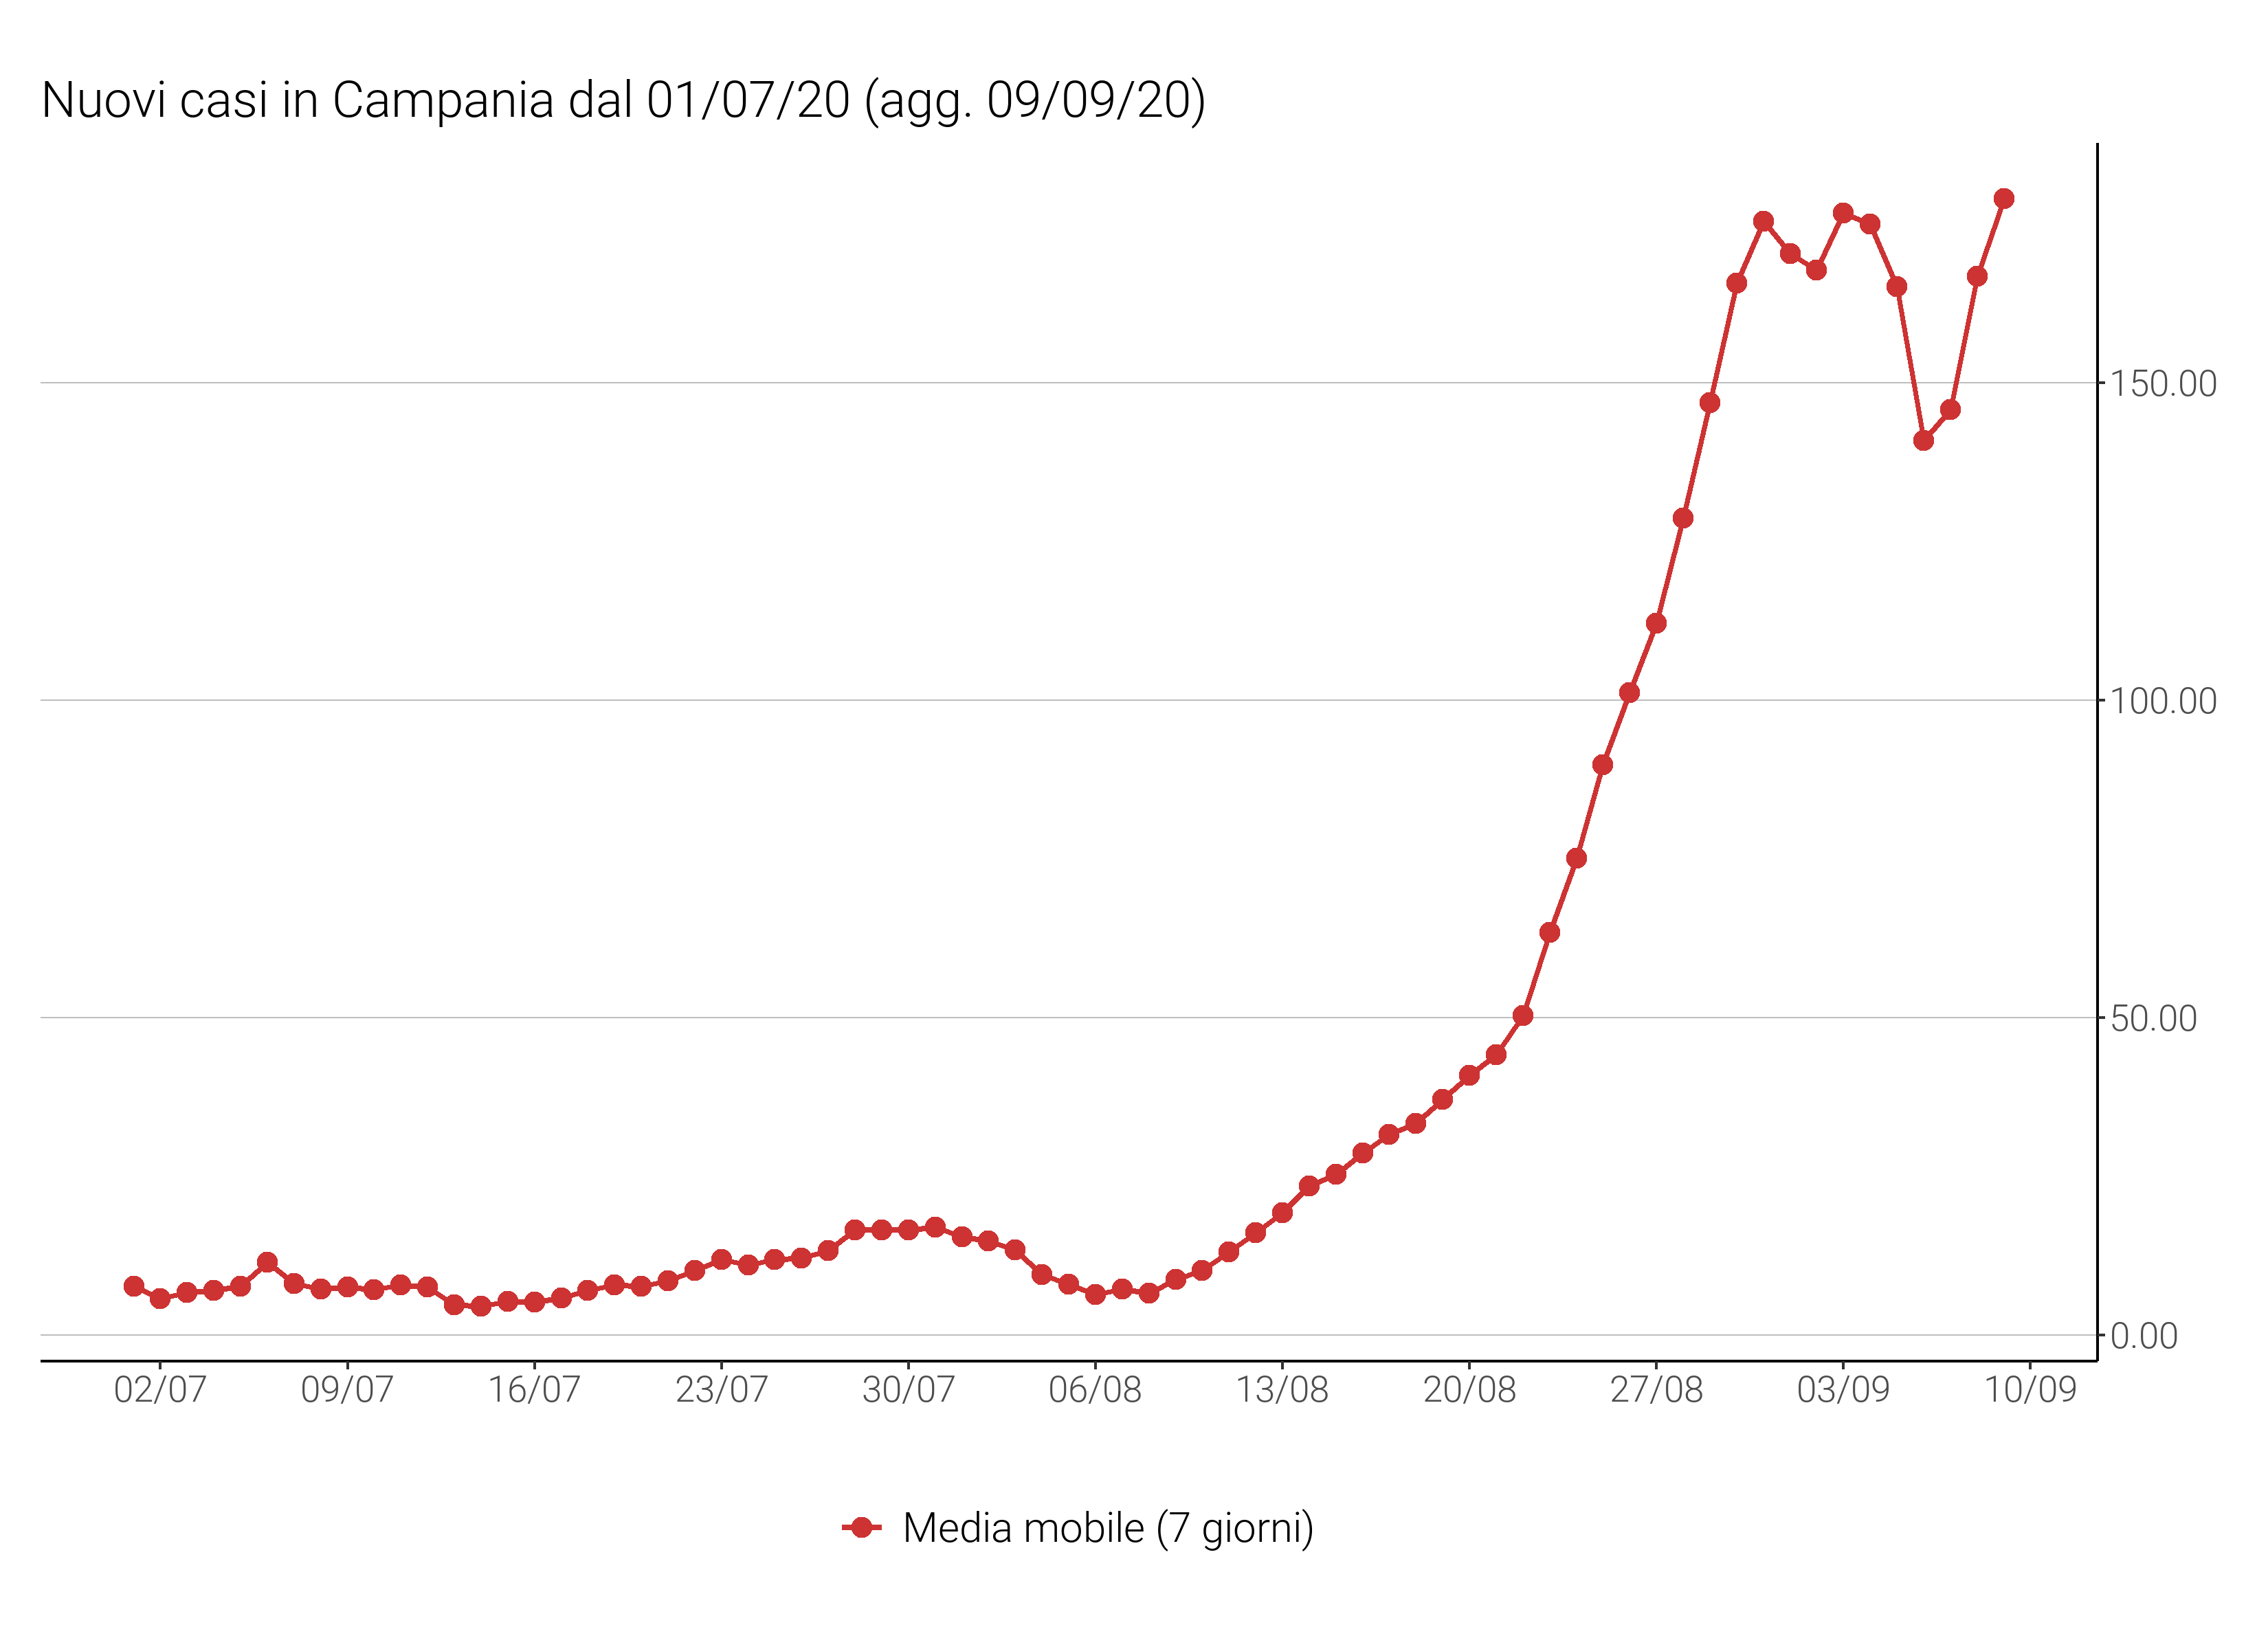 Nuovi casi in Campania dal 01/07/20 (agg. 09/09/20)
150.00
100.00
50.00
0.00
02/07 09/07 16/07 23/07 30/07 06/08 13/08 20/08 27/08 03/09 10/09
Media mobile (7 giorni)